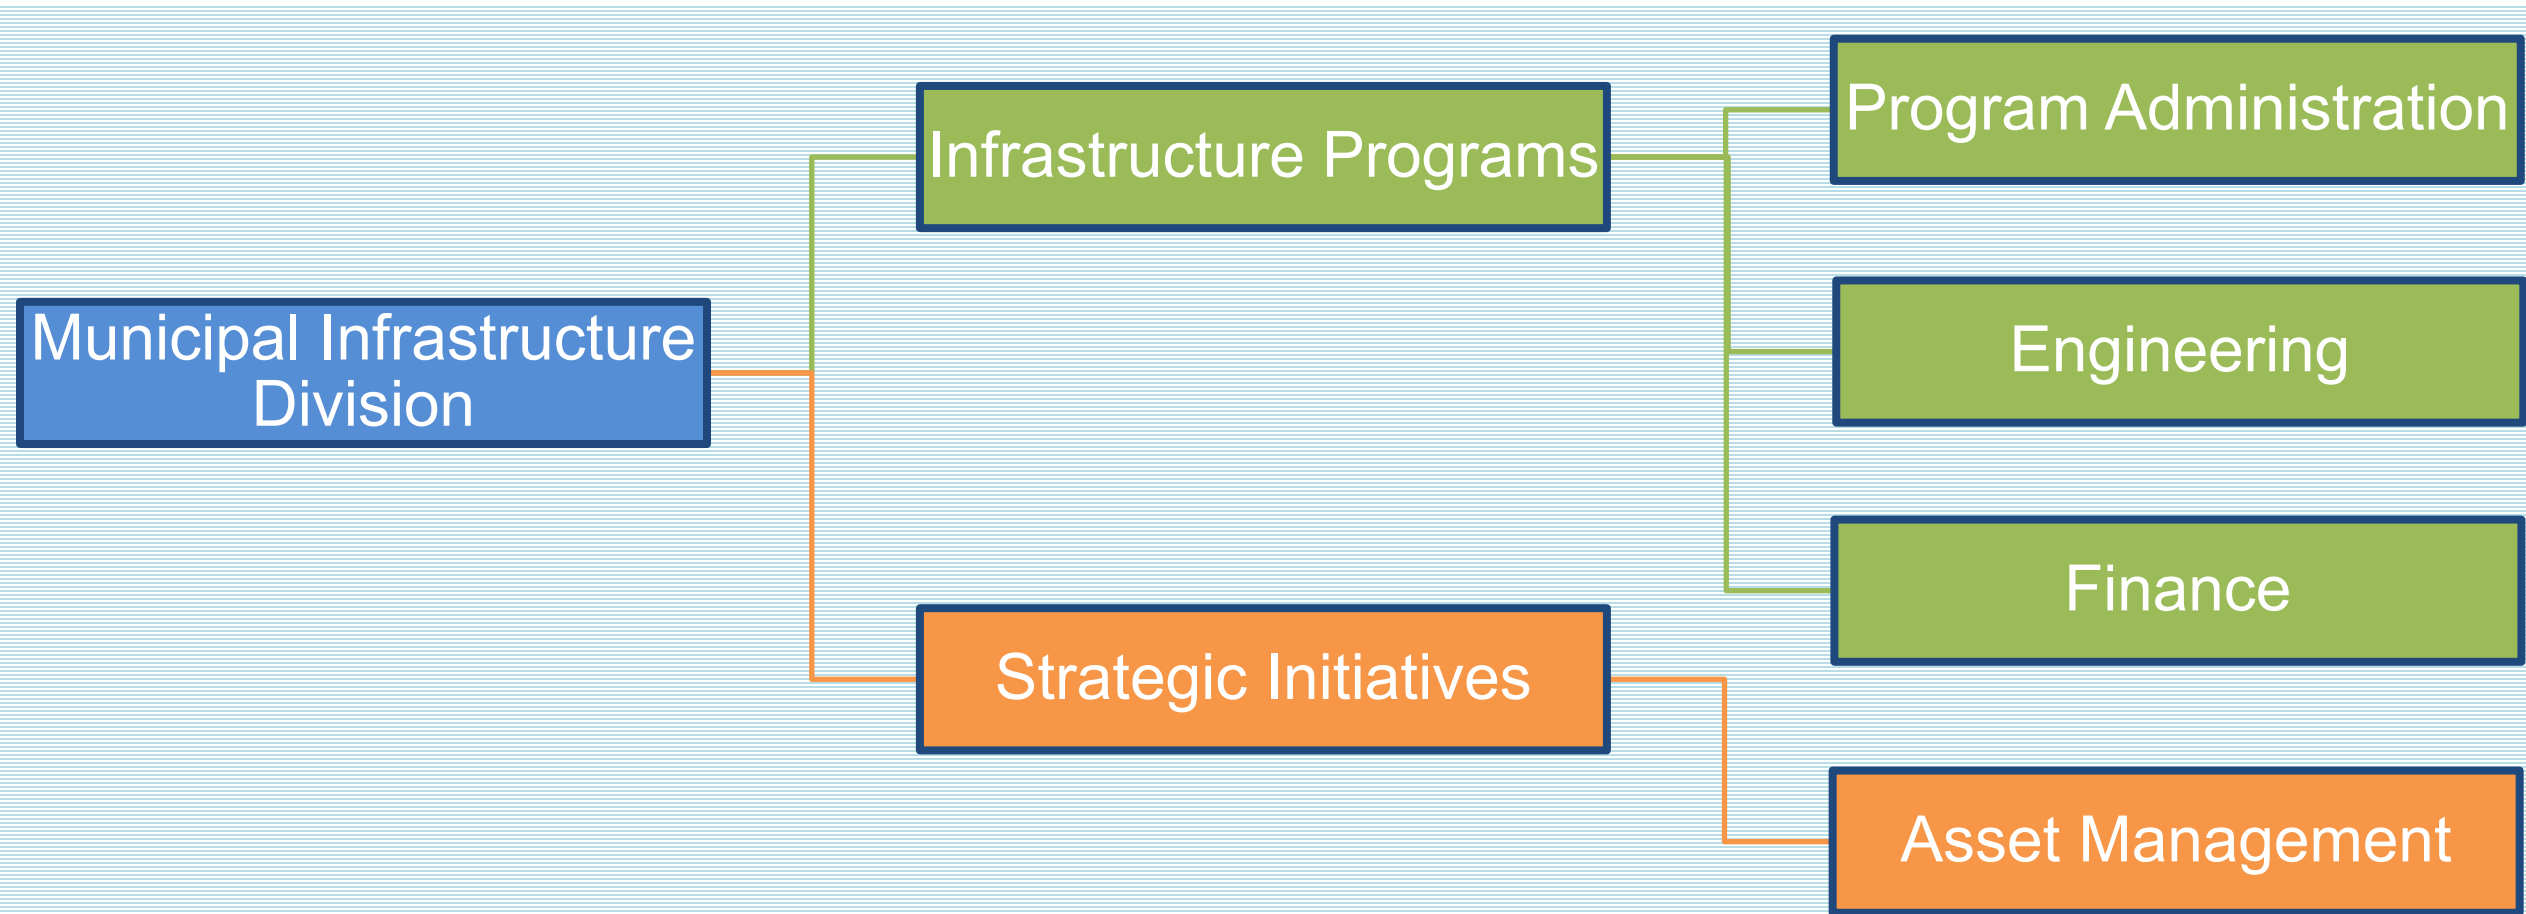 Municipal Infrastructure
Division
Infrastructure Programs
Strategic Initiatives
Program Administration
Engineering
Finance
Asset Management